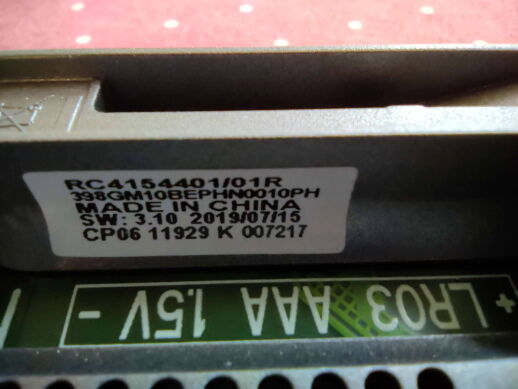 RC4154401/01R
398GM10BEPHN0010PH
MADE IN CHINA
SW: 3.10 2019/07/15
CP06 11929 K 007217
+ LR03 AAA 1.5V -